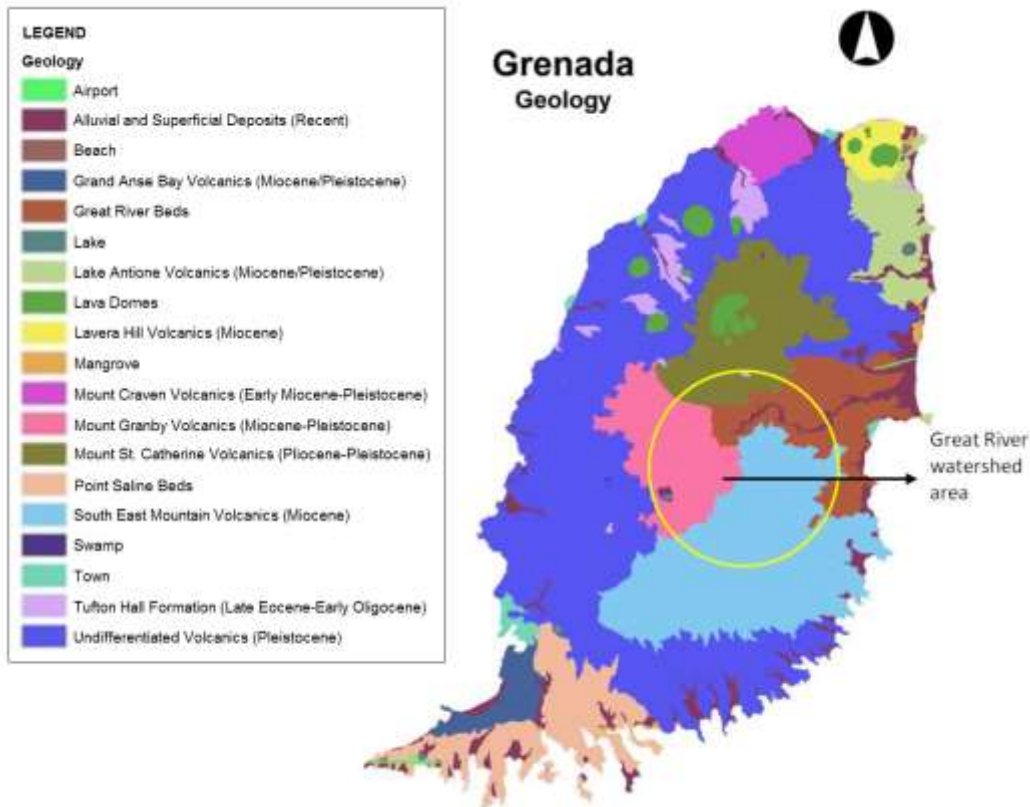 LEGEND
Geology
Airport
Alluvial and Superficial Deposits (Recent)
Beach
Grand Anse Bay Volcanics (Miocene/Pleistocene)
Great River Beds
Lake
Lake Antione Volcanics (Miocene/Pleistocene)
Lava Domes
Lavera Hill Volcanics (Miocene)
Mangrove
Mount Craven Volcanics (Early Miocene-Pleistocene)
Mount Granby Volcanics (Miocene-Pleistocene)
Mount St. Catherine Volcanics (Pliocene-Pleistocene)
Point Saline Beds
South East Mountain Volcanics (Miocene)
Swamp
Town
Tufton Hall Formation (Late Eocene-Early Oligocene)
Undifferentiated Volcanics (Pleistocene)
Grenada
Geology
Great River
watershed
area